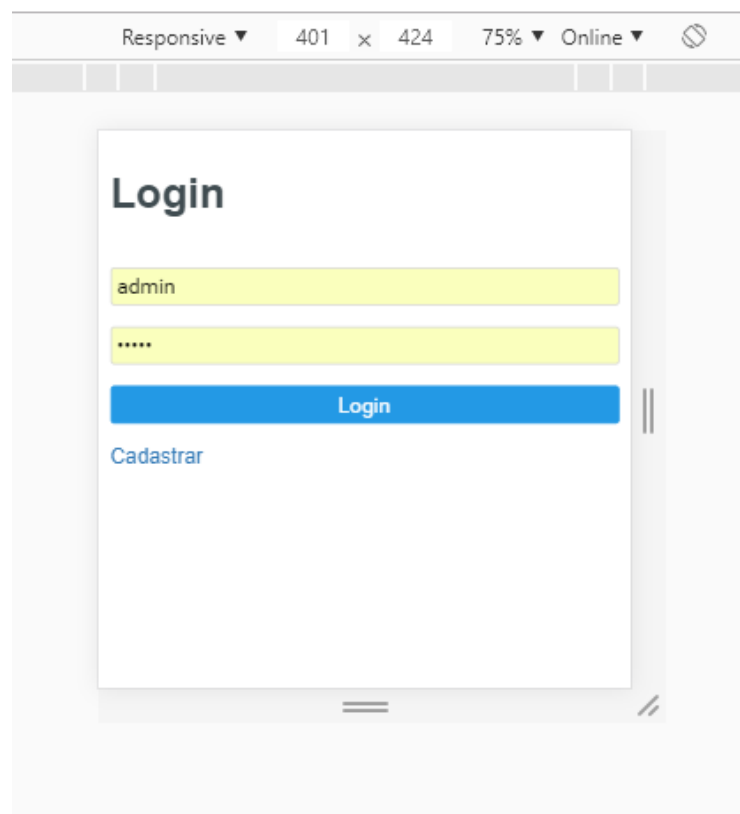 Responsive ▼ 401 × 424 75% ▼ Online ▼
Login
admin
•••••
Login
Cadastrar